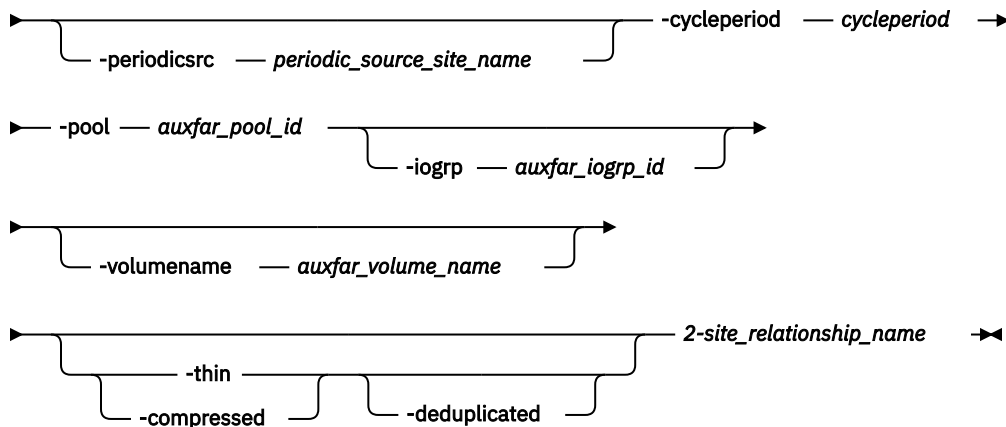 -cycleperiod cycleperiod
-periodicsrc periodic_source_site_name
-pool auxfar_pool_id
-iogrp auxfar_iogrp_id
-volumename auxfar_volume_name
2-site_relationship_name
-thin
-compressed -deduplicated